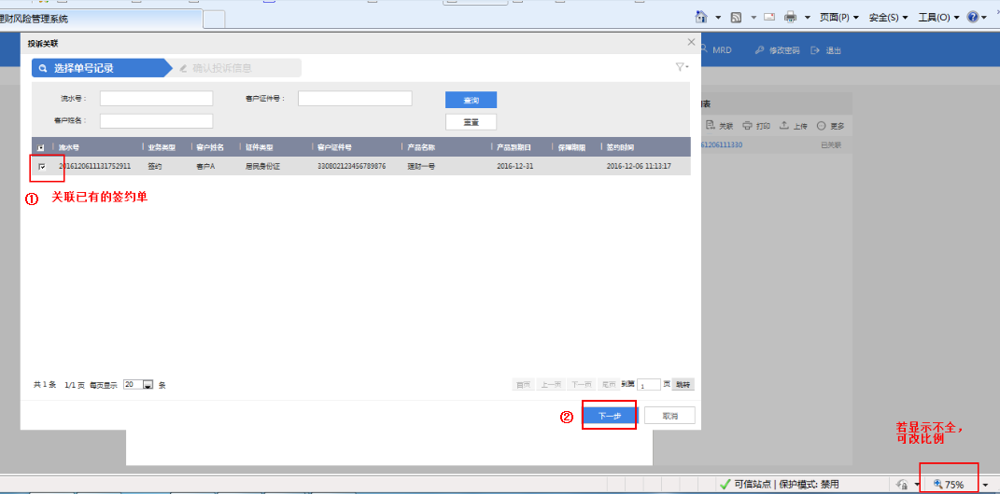 理财风险管理系统
页面(P) 安全(S) 工具(O)
投诉关联
MRD 修改密码 退出
选择单号记录 确认投诉信息
流水号： 客户证件号： 查询
客户姓名： 重置
关联 打印 上传 更多
61206111330 已关联
流水号 业务类型 客户姓名 证件类型 客户证件号 产品名称 产品到期日 保障期限 签约时间
2016120611131752911 签约 客户A 居民身份证 330802123456789876 理财一号 2016-12-31 2016-12-06 11:13:17
① 关联已有的签约单
共 1 条 1/1 页 每页显示 20 条 首页 上一页 下一页 尾页 到第 1 页 跳转
② 下一步 取消
若显示不全，
可改比例
可信站点 | 保护模式: 禁用 75%